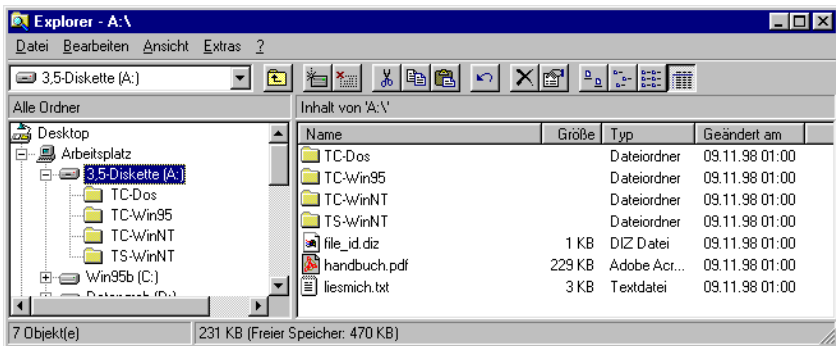 Explorer - A:\
Datei Bearbeiten Ansicht Extras ?
3,5-Diskette (A:)
Alle Ordner
Inhalt von 'A:\'
Desktop
Arbeitsplatz
3,5-Diskette (A:)
TC-Dos
TC-Win95
TC-WinNT
TS-WinNT
Win95b (C:)
Name Größe Typ Geändert am
TC-Dos Dateiordner 09.11.98 01:00
TC-Win95 Dateiordner 09.11.98 01:00
TC-WinNT Dateiordner 09.11.98 01:00
TS-WinNT Dateiordner 09.11.98 01:00
file_id.diz 1 KB DIZ Datei 09.11.98 01:00
handbuch.pdf 229 KB Adobe Acr... 09.11.98 01:00
liesmich.txt 3 KB Textdatei 09.11.98 01:00
7 Objekt(e) 231 KB (Freier Speicher: 470 KB)